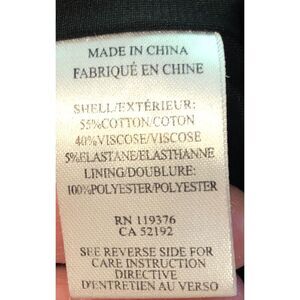 MADE IN CHINA
FABRIQUÉ EN CHINE
SHELL/EXTÉRIEUR:
55%COTTON/COTON
40%VISCOSE/VISCOSE
5%ELASTANE/ELASTHANNE
LINING/DOUBLURE:
100%POLYESTER/POLYESTER
RN 119376
CA 52192
SEE REVERSE SIDE FOR
CARE INSTRUCTION
DIRECTIVE
D'ENTRETIEN AU VERSO